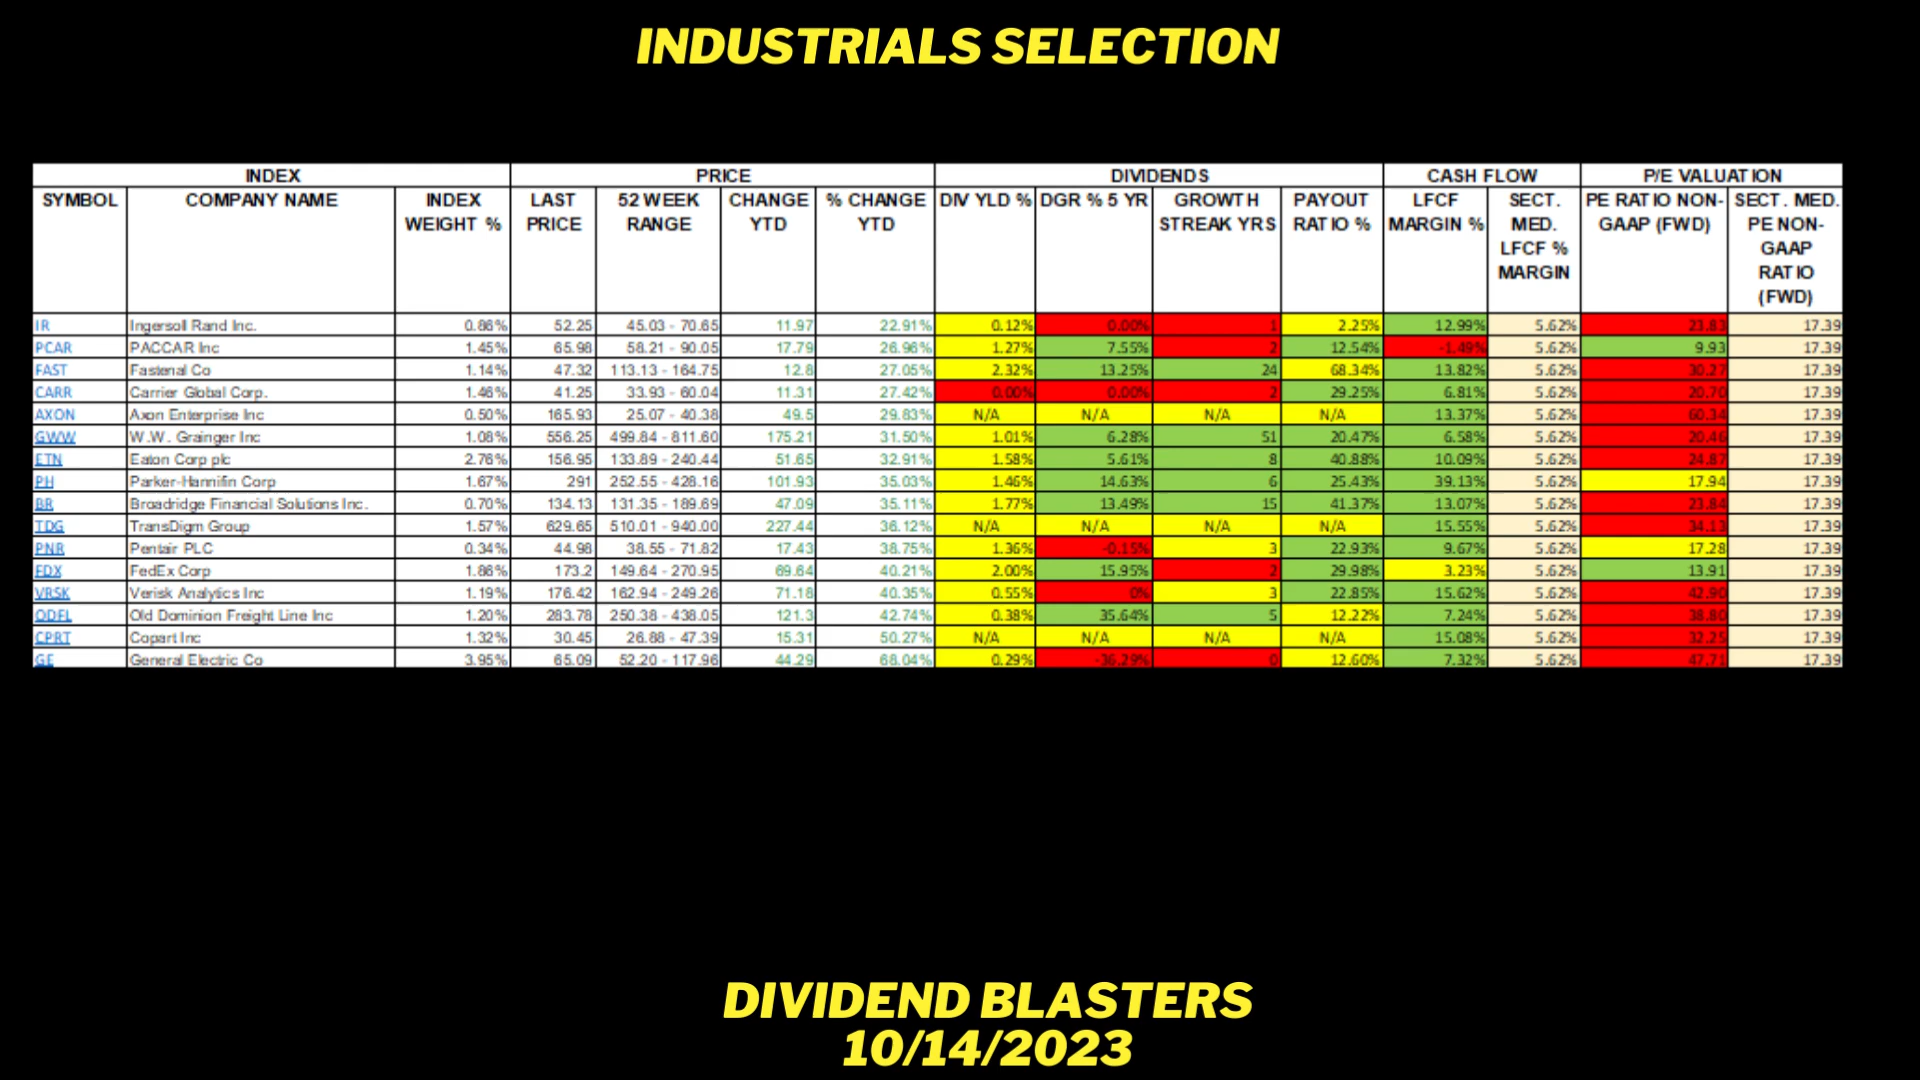 INDUSTRIALS SELECTION
INDEX PRICE DIVIDENDS CASH FLOW P/E VALUATION
SYMBOL COMPANY NAME INDEX WEIGHT % LAST PRICE 52 WEEK RANGE CHANGE YTD % CHANGE YTD DIV YLD % DGR % 5 YR GROWTH STREAK YRS PAYOUT RATIO % LFCF MARGIN % SECT. MED. LFCF % MARGIN PE RATIO NON-GAAP (FWD) SECT. MED. PE NON-GAAP RATIO (FWD)
IR Ingersoll Rand Inc. 0.86% 52.25 45.03 - 70.65 11.97 22.91% 0.12% 0.00% 1 2.25% 12.99% 5.62% 23.83 17.39
PCAR PACCAR Inc 1.45% 65.98 58.21 - 90.05 17.79 26.96% 1.27% 7.55% 2 12.54% -1.49% 5.62% 9.93 17.39
FAST Fastenal Co 1.14% 47.32 113.13 - 164.75 12.8 27.05% 2.32% 13.25% 24 68.34% 13.82% 5.62% 30.27 17.39
CARR Carrier Global Corp. 1.46% 41.25 33.93 - 60.04 11.31 27.42% 0.00% 0.00% 2 29.25% 6.81% 5.62% 20.70 17.39
AXON Axon Enterprise Inc 0.50% 165.93 25.07 - 40.38 49.5 29.83% N/A N/A N/A N/A 13.37% 5.62% 60.34 17.39
GWW W.W. Grainger Inc 1.08% 556.25 499.84 - 811.60 175.21 31.50% 1.01% 6.28% 51 20.47% 6.58% 5.62% 20.46 17.39
ETN Eaton Corp plc 2.76% 156.95 133.89 - 240.44 51.65 32.91% 1.58% 5.61% 8 40.88% 10.09% 5.62% 24.87 17.39
PH Parker-Hannifin Corp 1.67% 291 252.55 - 428.16 101.93 35.03% 1.46% 14.63% 6 25.43% 39.13% 5.62% 17.94 17.39
BR Broadridge Financial Solutions Inc. 0.70% 134.13 131.35 - 189.69 47.09 35.11% 1.77% 13.49% 15 41.37% 13.07% 5.62% 23.84 17.39
TDG TransDigm Group 1.57% 629.65 510.01 - 940.00 227.44 36.12% N/A N/A N/A N/A 15.55% 5.62% 34.13 17.39
PNR Pentair PLC 0.34% 44.98 38.55 - 71.82 17.43 38.75% 1.36% -0.15% 3 22.93% 9.67% 5.62% 17.28 17.39
FDX FedEx Corp 1.86% 173.2 149.64 - 270.95 69.64 40.21% 2.00% 15.95% 2 29.98% 3.23% 5.62% 13.91 17.39
VRSK Verisk Analytics Inc 1.19% 176.42 162.94 - 249.26 71.18 40.35% 0.55% 0% 3 22.85% 15.62% 5.62% 42.90 17.39
ODFL Old Dominion Freight Line Inc 1.20% 283.78 250.38 - 438.05 121.3 42.74% 0.38% 35.64% 5 12.22% 7.24% 5.62% 38.80 17.39
CPRT Copart Inc 1.32% 30.45 26.88 - 47.39 15.31 50.27% N/A N/A N/A N/A 15.08% 5.62% 32.25 17.39
GE General Electric Co 3.95% 65.09 52.20 - 117.96 44.29 68.04% 0.29% -36.29% 0 12.60% 7.32% 5.62% 47.71 17.39
DIVIDEND BLASTERS
10/14/2023